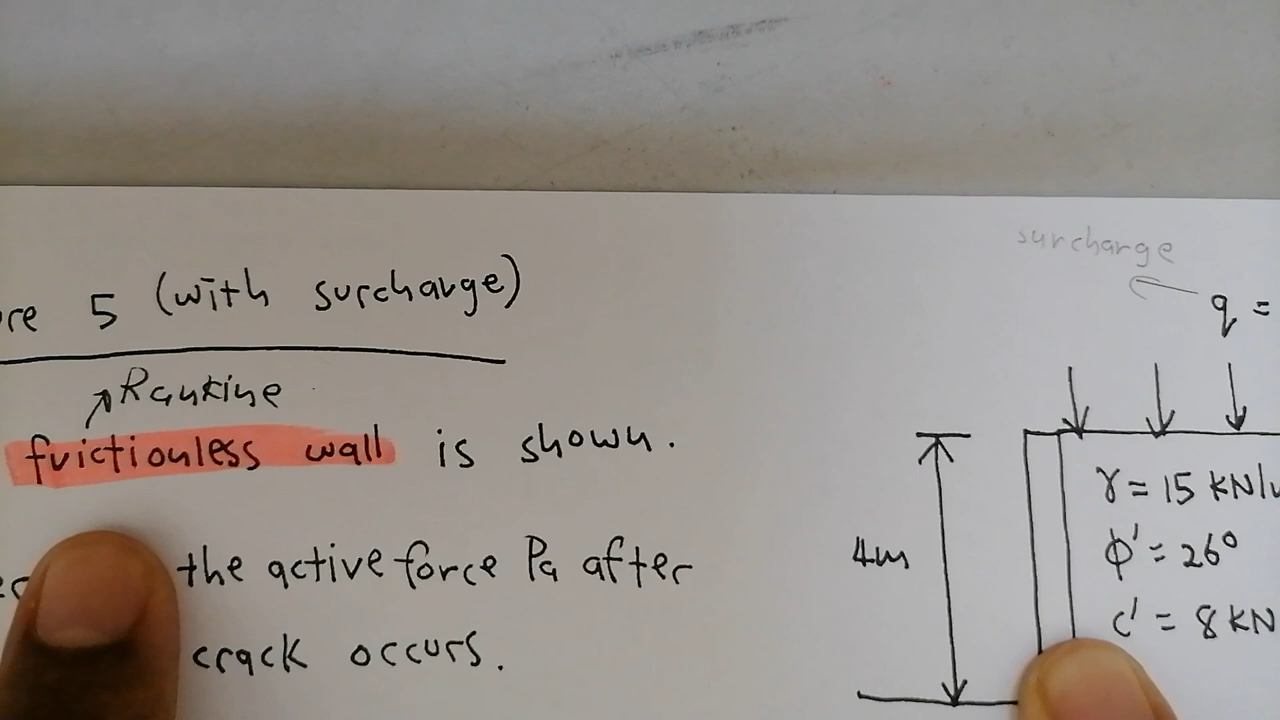 5 (with surcharge)
Rankine
frictionless wall is shown.
the active force Pa after
crack occurs.
surcharge
q =
4m
γ = 15 KN/
ϕ' = 26°
c' = 8 KN